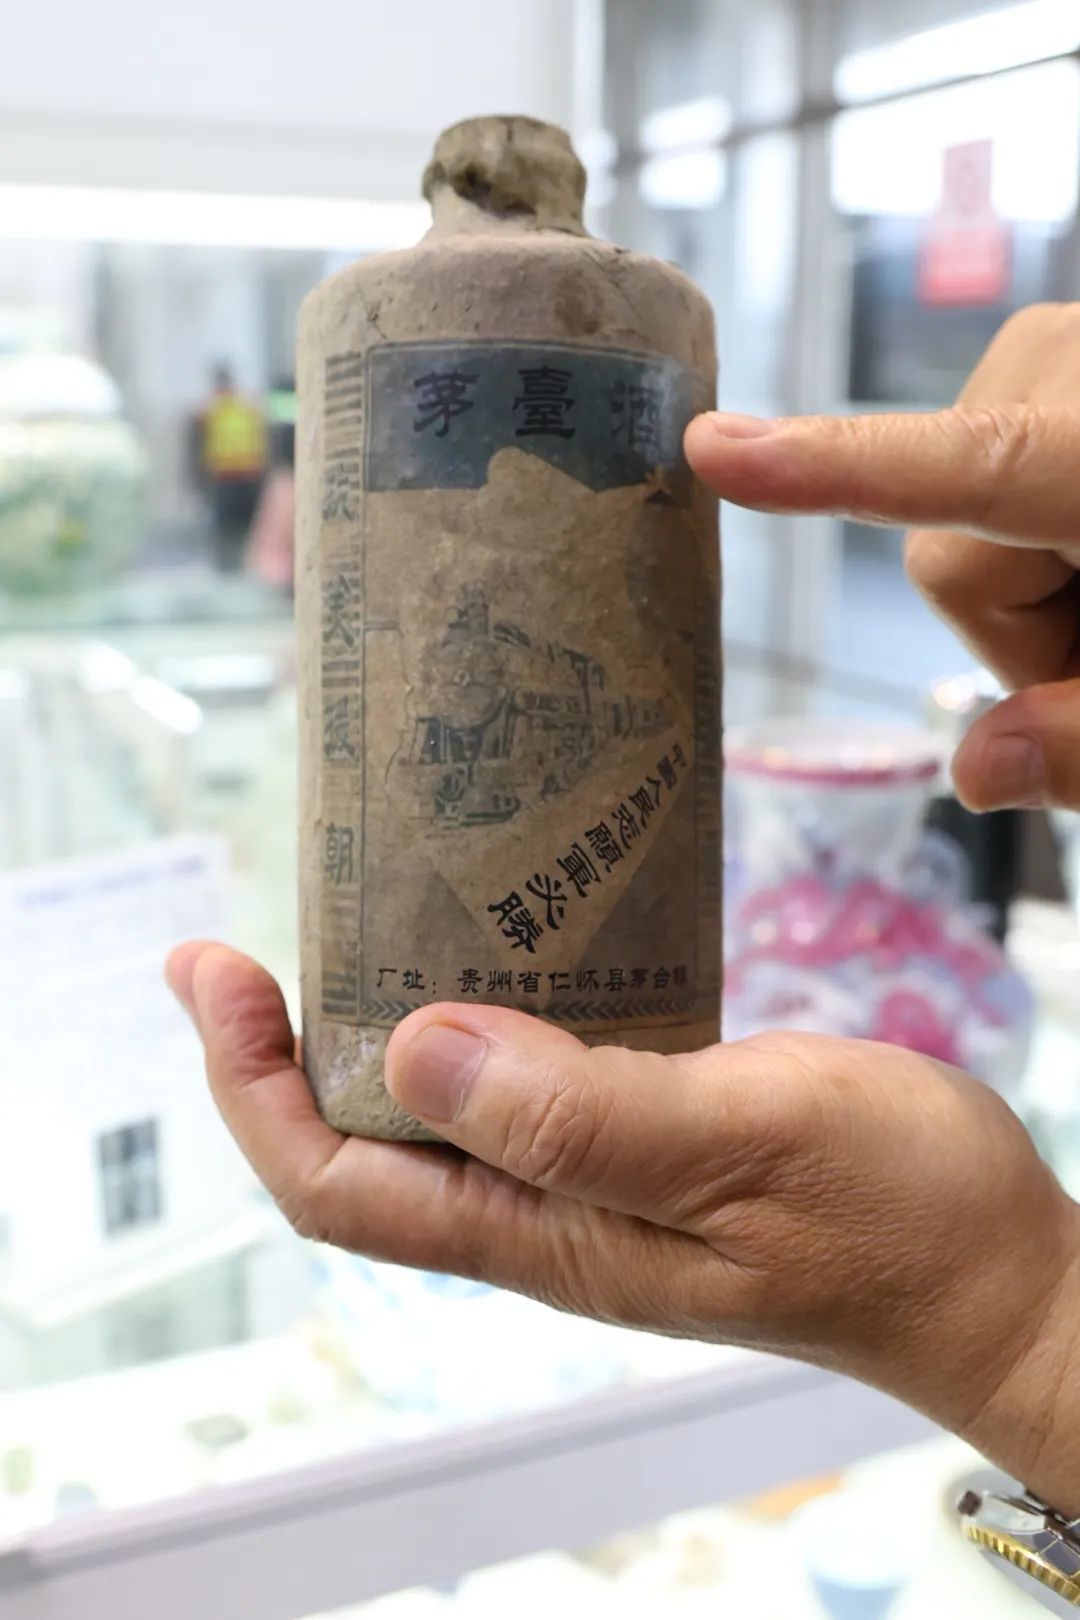 茅臺酒
抗美援朝
中國人民志願軍必勝
厂址：贵州省仁怀县茅台镇